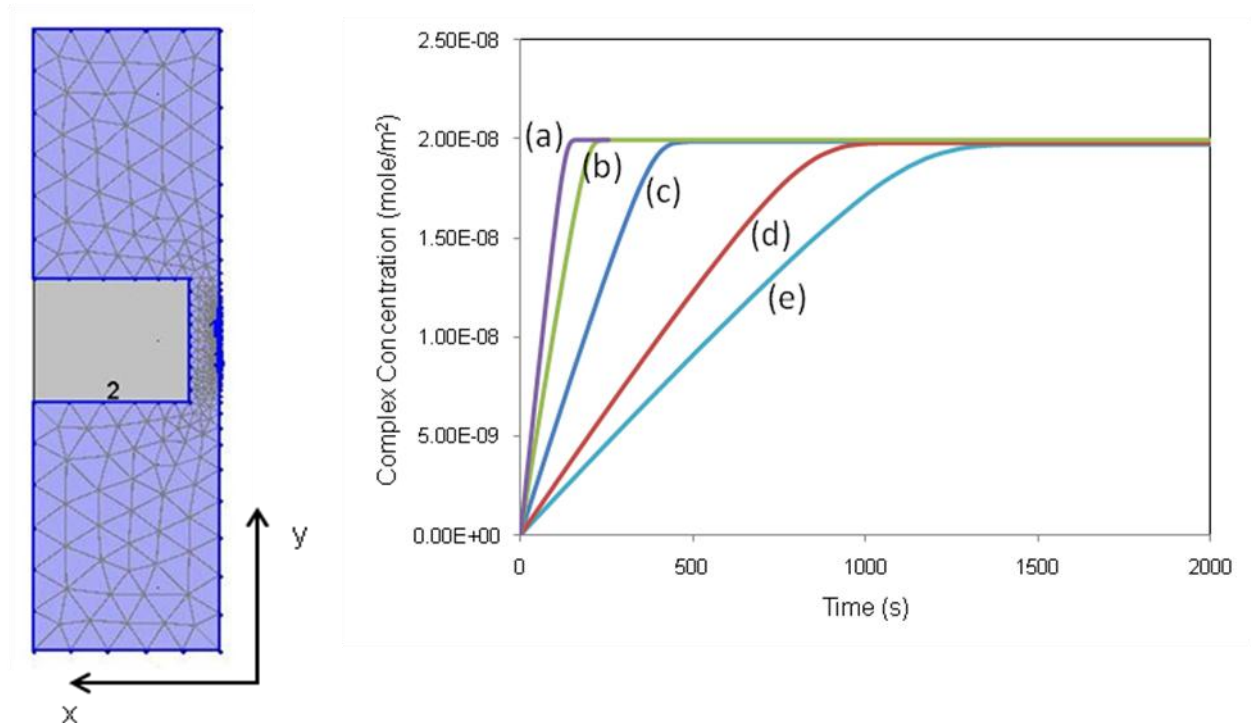 2
y
x
2.50E-08
2.00E-08
1.50E-08
1.00E-08
5.00E-09
0.00E+00
Complex Concentration (mole/m²)
(a)
(b)
(c)
(d)
(e)
0 500 1000 1500 2000
Time (s)